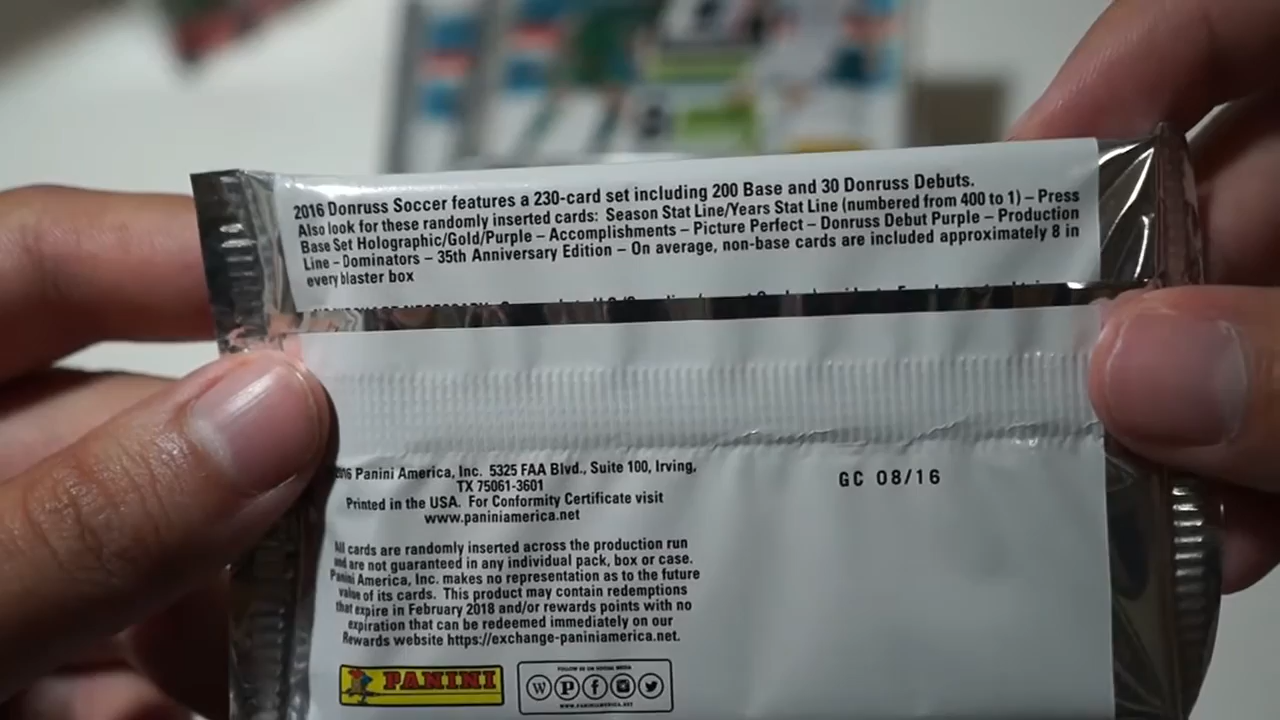 2016 Donruss Soccer features a 230-card set including 200 Base and 30 Donruss Debuts.
Also look for these randomly inserted cards: Season Stat Line/Years Stat Line (numbered from 400 to 1) – Press
Base Set Holographic/Gold/Purple – Accomplishments – Picture Perfect – Donruss Debut Purple – Production
Line – Dominators – 35th Anniversary Edition – On average, non-base cards are included approximately 8 in
every blaster box
Panini America, Inc. 5325 FAA Blvd., Suite 100, Irving,
TX 75061-3601
Printed in the USA. For Conformity Certificate visit
www.paniniamerica.net
GC 08/16
All cards are randomly inserted across the production run
and are not guaranteed in any individual pack, box or case.
Panini America, Inc. makes no representation as to the future
value of its cards. This product may contain redemptions
that expire in February 2018 and/or rewards points with no
expiration that can be redeemed immediately on our
Rewards website https://exchange-paniniamerica.net.
PANINI
FOLLOW US ON SOCIAL MEDIA
WWW.PANINIAMERICA.NET